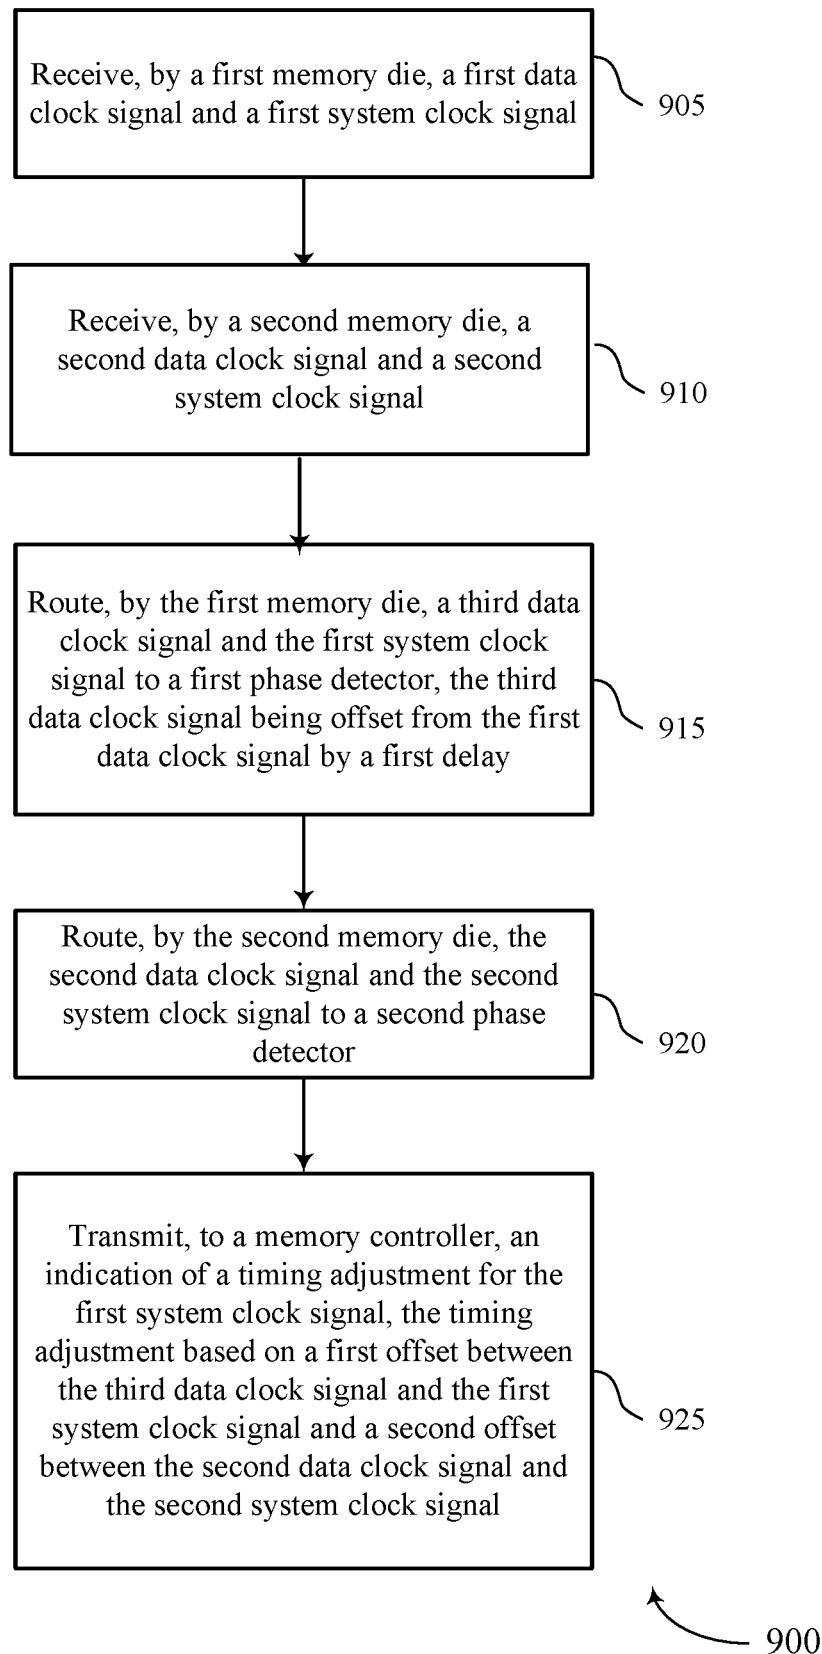 Receive, by a first memory die, a first data
clock signal and a first system clock signal
905
Receive, by a second memory die, a
second data clock signal and a second
system clock signal
910
Route, by the first memory die, a third data
clock signal and the first system clock
signal to a first phase detector, the third
data clock signal being offset from the first
data clock signal by a first delay
915
Route, by the second memory die, the
second data clock signal and the second
system clock signal to a second phase
detector
920
Transmit, to a memory controller, an
indication of a timing adjustment for the
first system clock signal, the timing
adjustment based on a first offset between
the third data clock signal and the first
system clock signal and a second offset
between the second data clock signal and
the second system clock signal
925
900